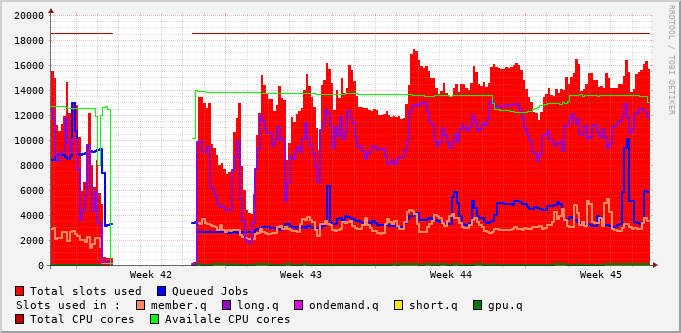 20000
18000
16000
14000
12000
10000
8000
6000
4000
2000
0
Week 42 Week 43 Week 44 Week 45
Total slots used Queued Jobs
Slots used in : member.q long.q ondemand.q short.q gpu.q
Total CPU cores Availale CPU cores
RRDTOOL / TOBI OETIKER